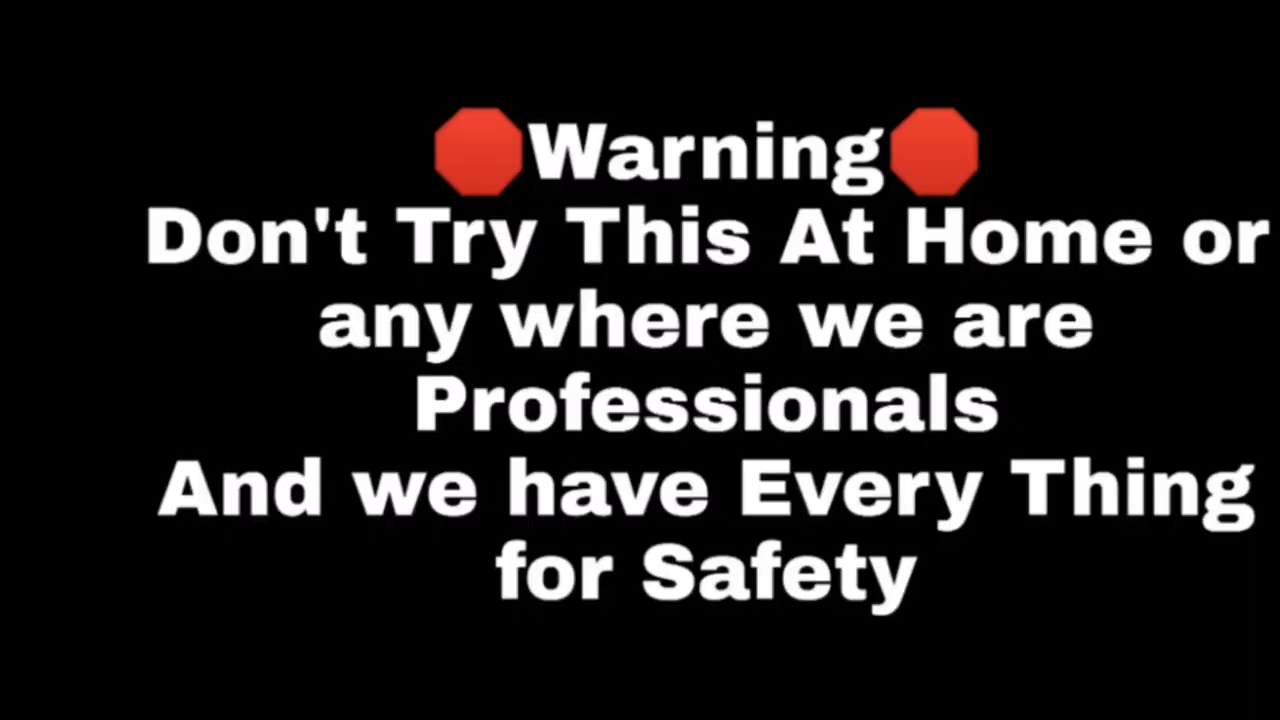 🛑Warning🛑
Don't Try This At Home or
any where we are
Professionals
And we have Every Thing
for Safety